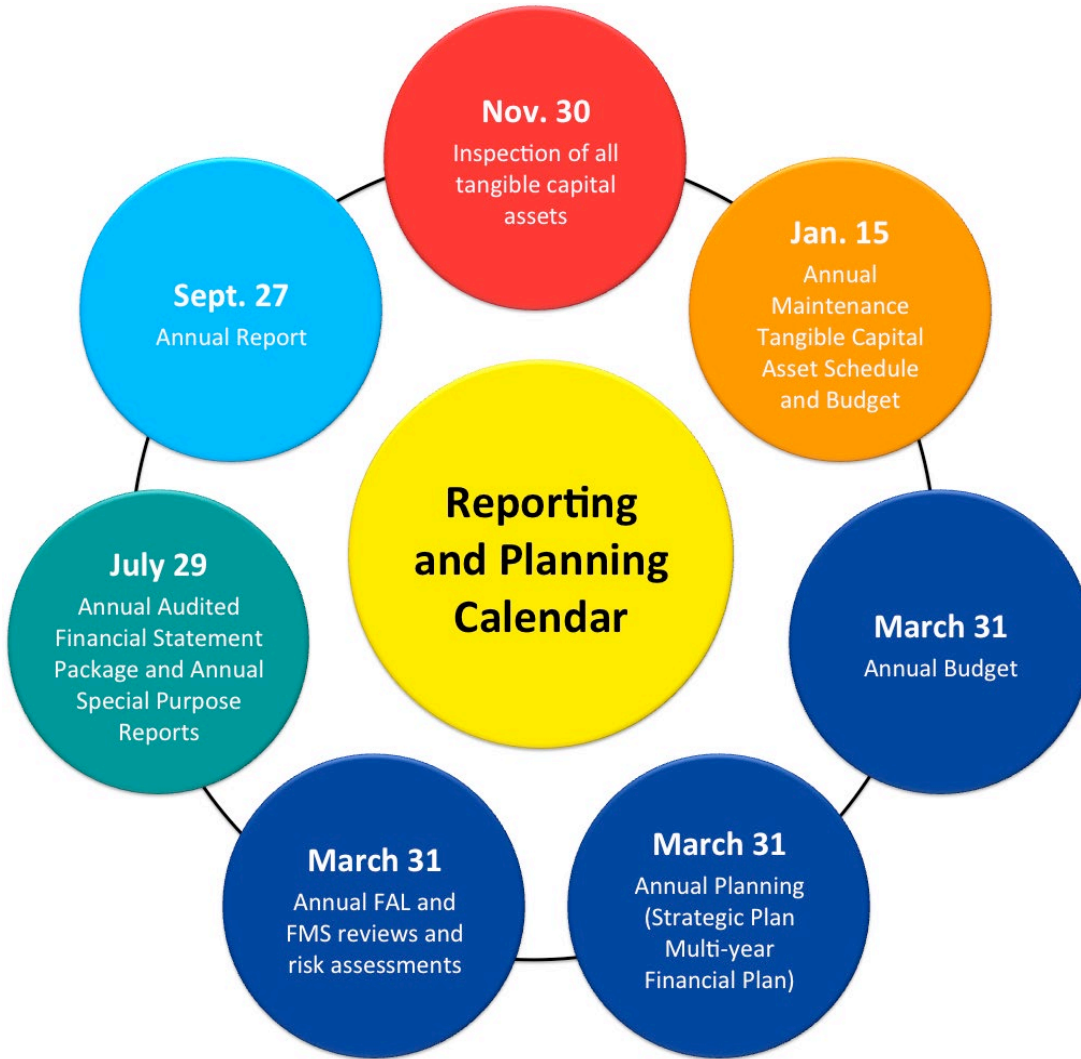 Nov. 30
Inspection of all
tangible capital
assets
Jan. 15
Annual
Maintenance
Tangible Capital
Asset Schedule
and Budget
March 31
Annual Budget
March 31
Annual Planning
(Strategic Plan
Multi-year
Financial Plan)
March 31
Annual FAL and
FMS reviews and
risk assessments
July 29
Annual Audited
Financial Statement
Package and Annual
Special Purpose
Reports
Sept. 27
Annual Report
Reporting
and Planning
Calendar